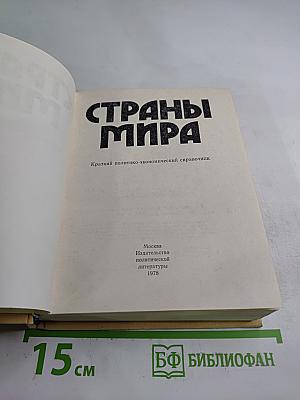 СТРАНЫ
МИРА
Краткий политико-экономический справочник
Москва
Издательство
политической
литературы
1978
15 см
БФ БИБЛИОФАН